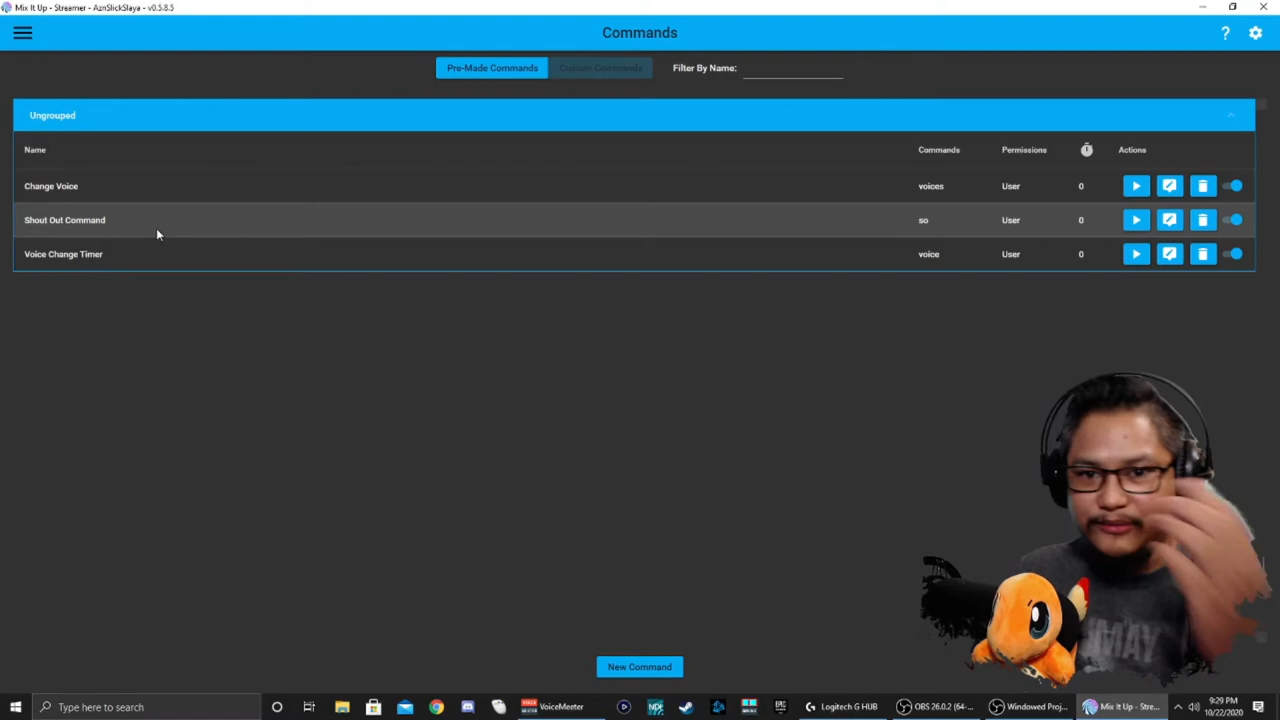 Mix It Up - Streamer - AznSlickSlaya - v0.5.8.5
Commands
?
Pre-Made Commands
Custom Commands
Filter By Name:
Ungrouped
Name
Commands
Permissions
Actions
Change Voice
voices
User
0
Shout Out Command
so
User
0
Voice Change Timer
voice
User
0
New Command
Type here to search
VoiceMeeter
Logitech G HUB
OBS 26.0.2 (64-...
Windowed Proj...
Mix It Up - Stre...
9:29 PM
10/22/2020